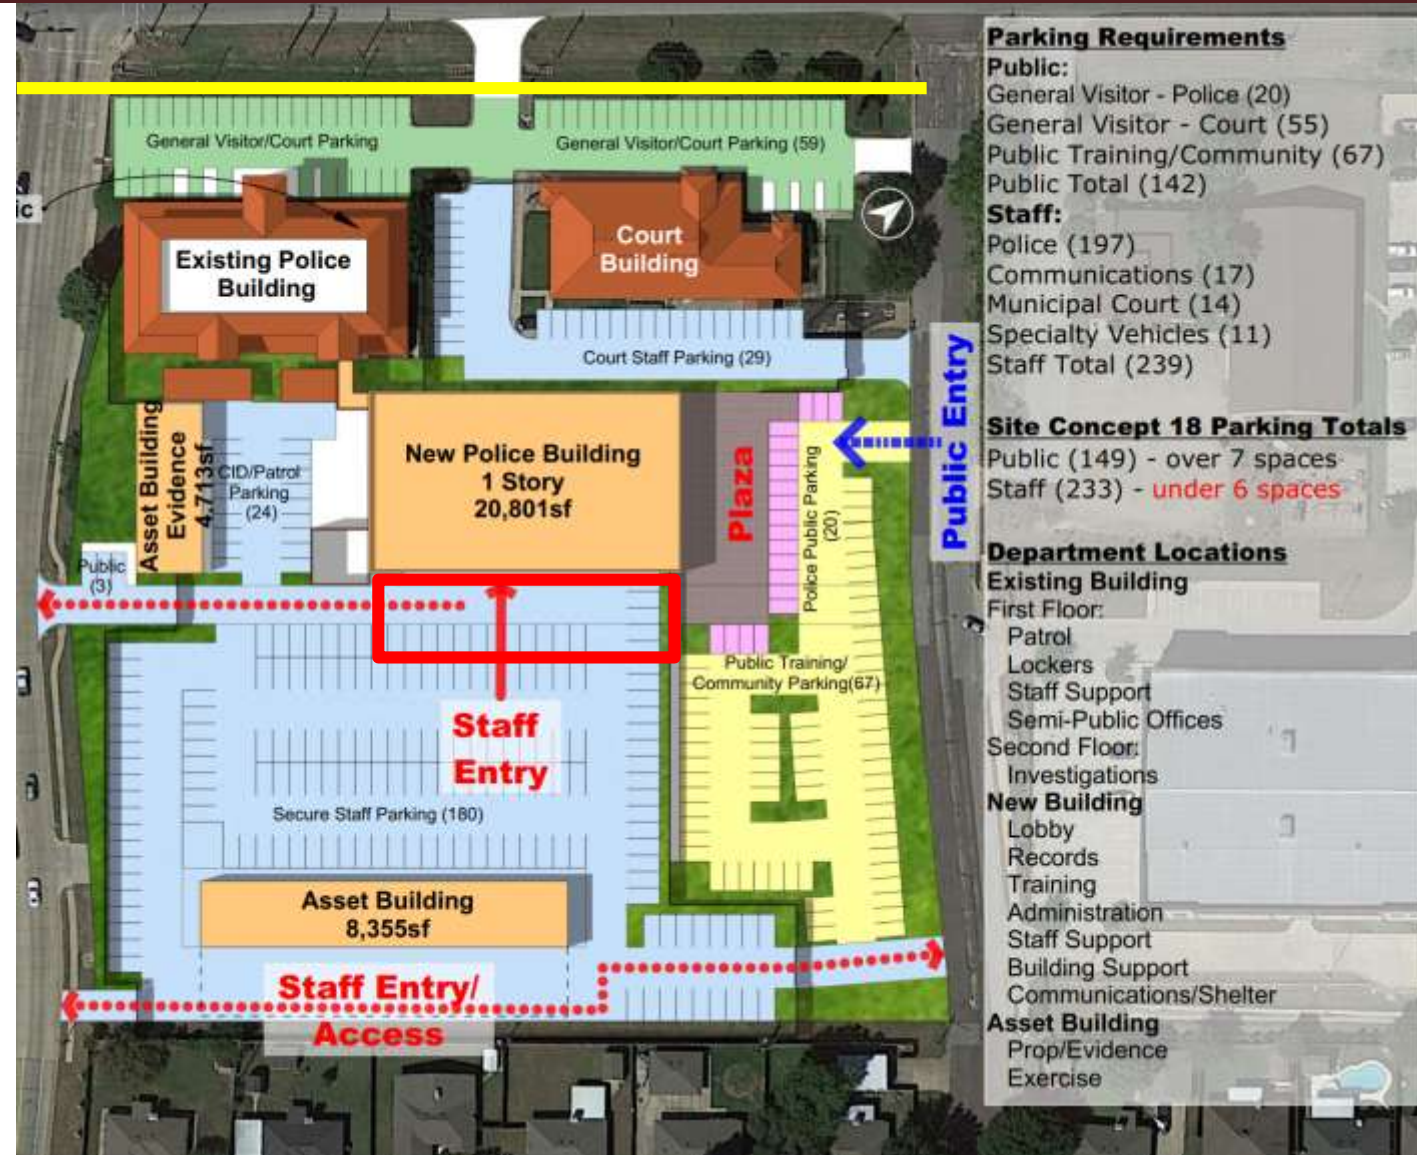 General Visitor/Court Parking
General Visitor/Court Parking (59)
ic
Existing Police
Building
Court
Building
Court Staff Parking (29)
Public Entry
Asset Building
Evidence
4,713sf
CID/Patrol
Parking
(24)
New Police Building
1 Story
20,801sf
Plaza
Police Public Parking
(20)
Public
(3)
Public Training/
Community Parking(67)
Staff
Entry
Secure Staff Parking (180)
Asset Building
8,355sf
Staff Entry/
Access
Parking Requirements
Public:
General Visitor - Police (20)
General Visitor - Court (55)
Public Training/Community (67)
Public Total (142)
Staff:
Police (197)
Communications (17)
Municipal Court (14)
Specialty Vehicles (11)
Staff Total (239)
Site Concept 18 Parking Totals
Public (149) - over 7 spaces
Staff (233) - under 6 spaces
Department Locations
Existing Building
First Floor:
Patrol
Lockers
Staff Support
Semi-Public Offices
Second Floor:
Investigations
New Building
Lobby
Records
Training
Administration
Staff Support
Building Support
Communications/Shelter
Asset Building
Prop/Evidence
Exercise